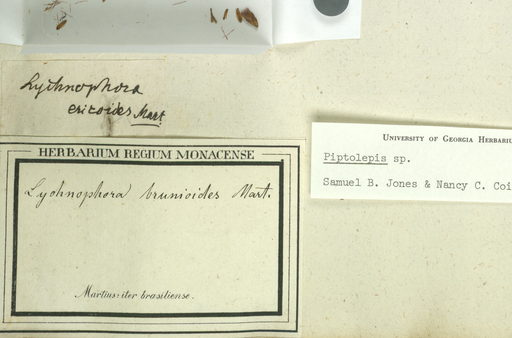 Lychnophora
ericoides Mart
HERBARIUM REGIUM MONACENSE
Lychnophora brunioides Mart.
Martius: iter brasiliense.
UNIVERSITY OF GEORGIA HERBARIU
Piptolepis sp.
Samuel B. Jones & Nancy C. Coi